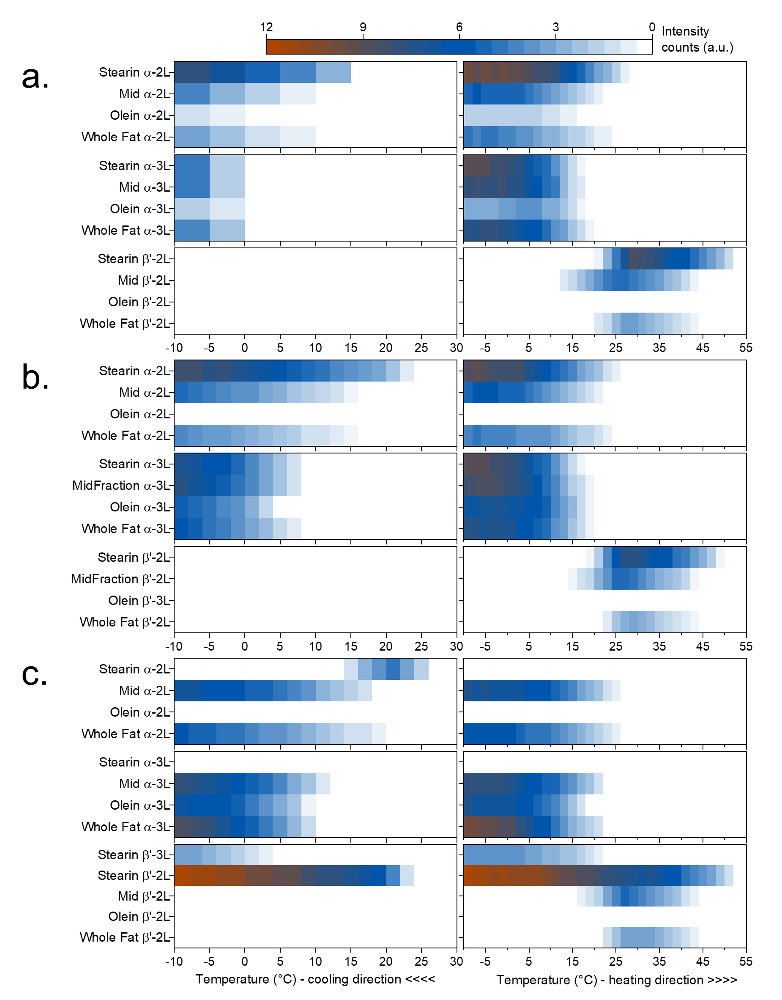 12 9 6 3 0
Intensity
counts (a.u.)
a.
Stearin α-2L
Mid α-2L
Olein α-2L
Whole Fat α-2L
Stearin α-3L
Mid α-3L
Olein α-3L
Whole Fat α-3L
Stearin β'-2L
Mid β'-2L
Olein β'-2L
Whole Fat β'-2L
-10 -5 0 5 10 15 20 25 30 -5 5 15 25 35 45 55
b.
Stearin α-2L
Mid α-2L
Olein α-2L
Whole Fat α-2L
Stearin α-3L
MidFraction α-3L
Olein α-3L
Whole Fat α-3L
Stearin β'-2L
MidFraction β'-2L
Olein β'-3L
Whole Fat β'-2L
-10 -5 0 5 10 15 20 25 30 -5 5 15 25 35 45 55
c.
Stearin α-2L
Mid α-2L
Olein α-2L
Whole Fat α-2L
Stearin α-3L
Mid α-3L
Olein α-3L
Whole Fat α-3L
Stearin β'-3L
Stearin β'-2L
Mid β'-2L
Olein β'-2L
Whole Fat β'-2L
-10 -5 0 5 10 15 20 25 30 -5 5 15 25 35 45 55
Temperature (°C) - cooling direction <<<< Temperature (°C) - heating direction >>>>